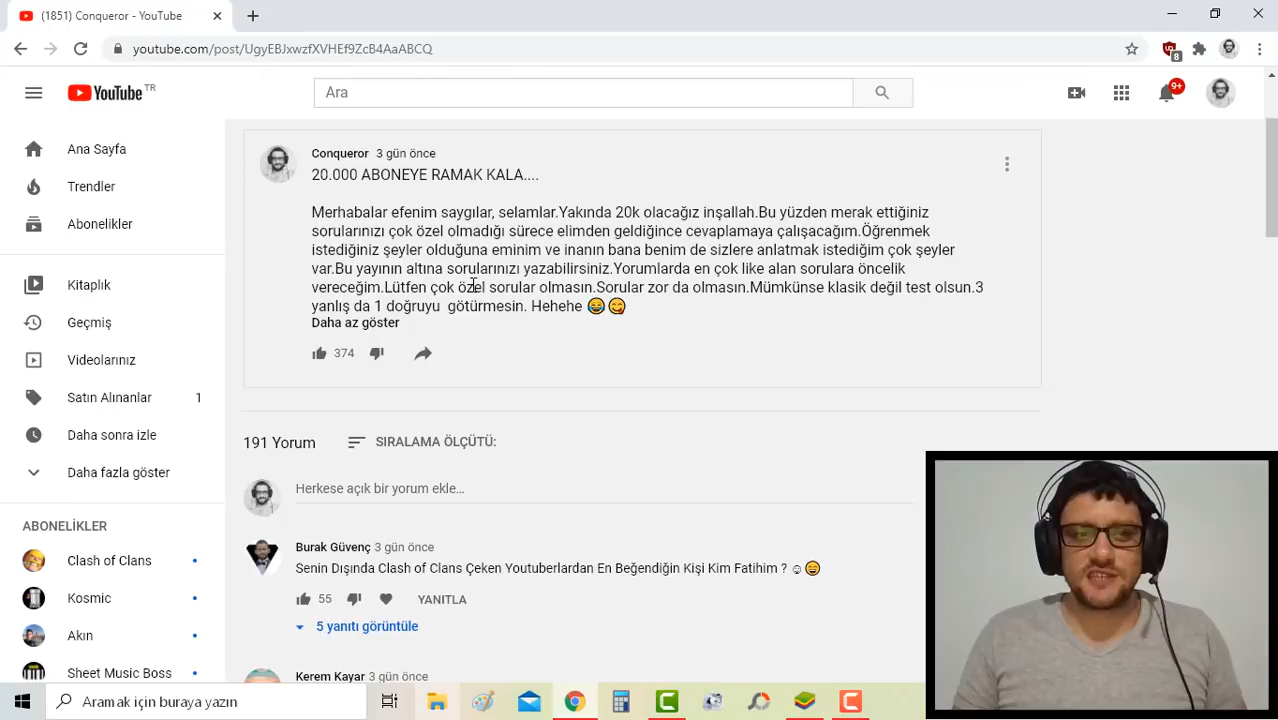 (1851) Conqueror - YouTube
youtube.com/post/UgyEBJxwzfXVHEf9ZcB4AaABCQ
8
YouTube TR
Ara
9+
Ana Sayfa
Trendler
Abonelikler
Kitaplık
Geçmiş
Videolarınız
Satın Alınanlar 1
Daha sonra izle
Daha fazla göster
ABONELİKLER
Clash of Clans
Kosmic
Akın
Sheet Music Boss
Conqueror 3 gün önce
20.000 ABONEYE RAMAK KALA....
Merhabalar efenim saygılar, selamlar.Yakında 20k olacağız inşallah.Bu yüzden merak ettiğiniz
sorularınızı çok özel olmadığı sürece elimden geldiğince cevaplamaya çalışacağım.Öğrenmek
istediğiniz şeyler olduğuna eminim ve inanın bana benim de sizlere anlatmak istediğim çok şeyler
var.Bu yayının altına sorularınızı yazabilirsiniz.Yorumlarda en çok like alan sorulara öncelik
vereceğim.Lütfen çok özel sorular olmasın.Sorular zor da olmasın.Mümkünse klasik değil test olsun.3
yanlış da 1 doğruyu götürmesin. Hehehe 😂😋
Daha az göster
374
191 Yorum SIRALAMA ÖLÇÜTÜ:
Herkese açık bir yorum ekle...
Burak Güvenç 3 gün önce
Senin Dışında Clash of Clans Çeken Youtuberlardan En Beğendiğin Kişi Kim Fatihim ? ☺😄
55 YANITLA
5 yanıtı görüntüle
Kerem Kayar 3 gün önce
Aramak için buraya yazın